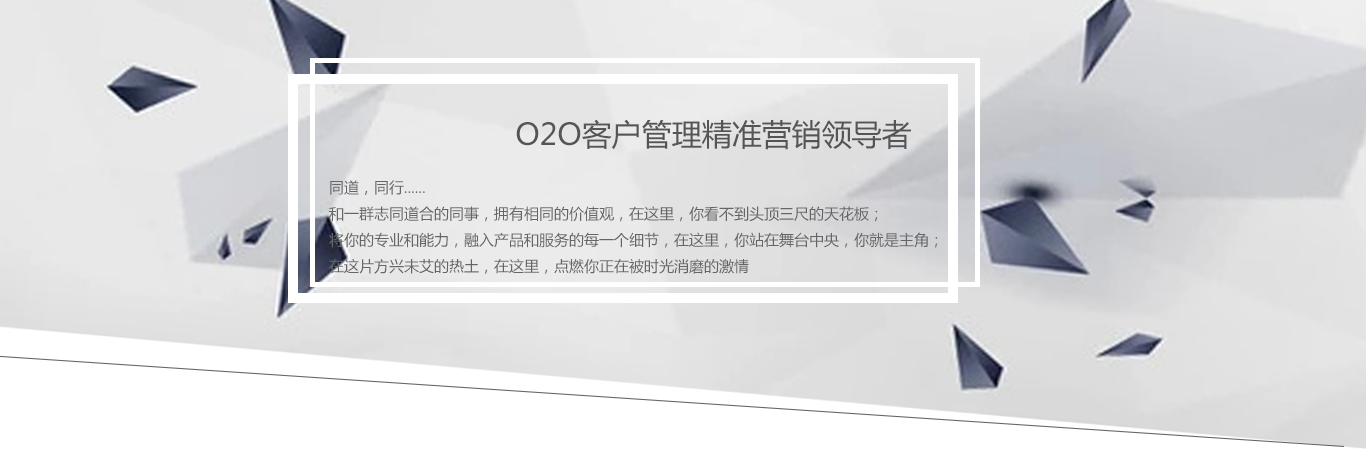 O2O客户管理精准营销领导者
同道，同行......
和一群志同道合的同事，拥有相同的价值观，在这里，你看不到头顶三尺的天花板；
将你的专业和能力，融入产品和服务的每一个细节，在这里，你站在舞台中央，你就是主角；
在这片方兴未艾的热土，在这里，点燃你正在被时光消磨的激情